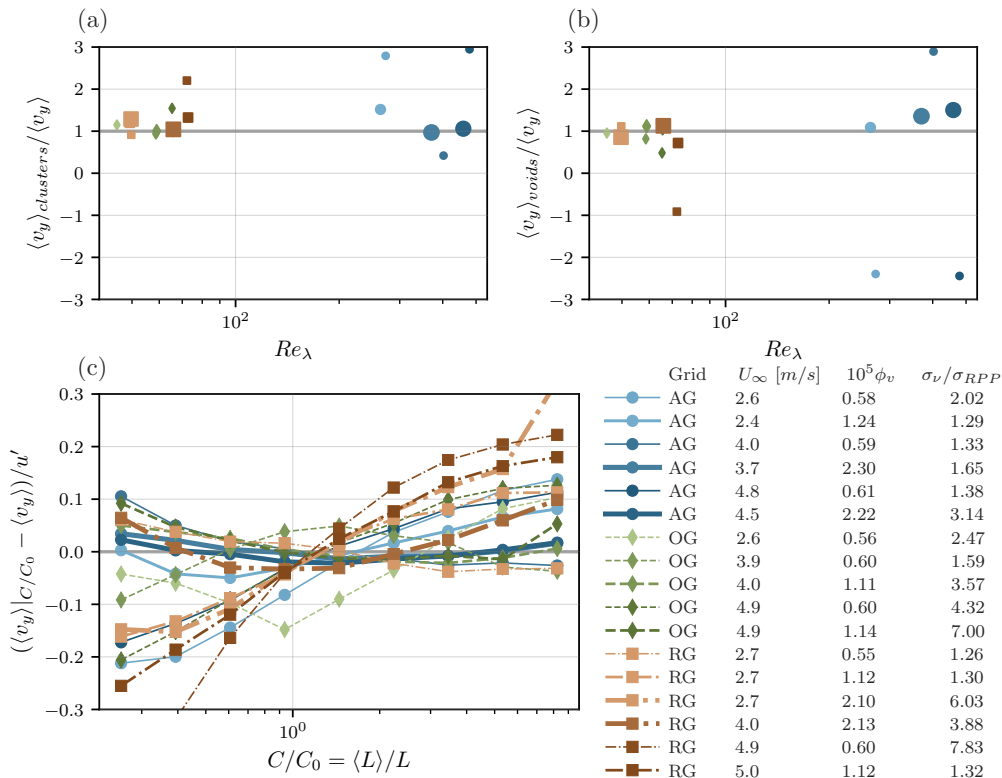 (a)
(b)
3
2
1
0
−1
−2
−3
⟨v_y⟩_clusters/⟨v_y⟩
10^2
Re_λ
3
2
1
0
−1
−2
−3
⟨v_y⟩_voids/⟨v_y⟩
10^2
Re_λ
(c)
0.3
0.2
0.1
0.0
−0.1
−0.2
−0.3
(⟨v_y⟩|_{C/C_0} − ⟨v_y⟩)/u′
10^0
C/C_0 = ⟨L⟩/L
Grid U_∞ [m/s] 10^5 ϕ_v σ_ν/σ_RPP
AG 2.6 0.58 2.02
AG 2.4 1.24 1.29
AG 4.0 0.59 1.33
AG 3.7 2.30 1.65
AG 4.8 0.61 1.38
AG 4.5 2.22 3.14
OG 2.6 0.56 2.47
OG 3.9 0.60 1.59
OG 4.0 1.11 3.57
OG 4.9 0.60 4.32
OG 4.9 1.14 7.00
RG 2.7 0.55 1.26
RG 2.7 1.12 1.30
RG 2.7 2.10 6.03
RG 4.0 2.13 3.88
RG 4.9 0.60 7.83
RG 5.0 1.12 1.32